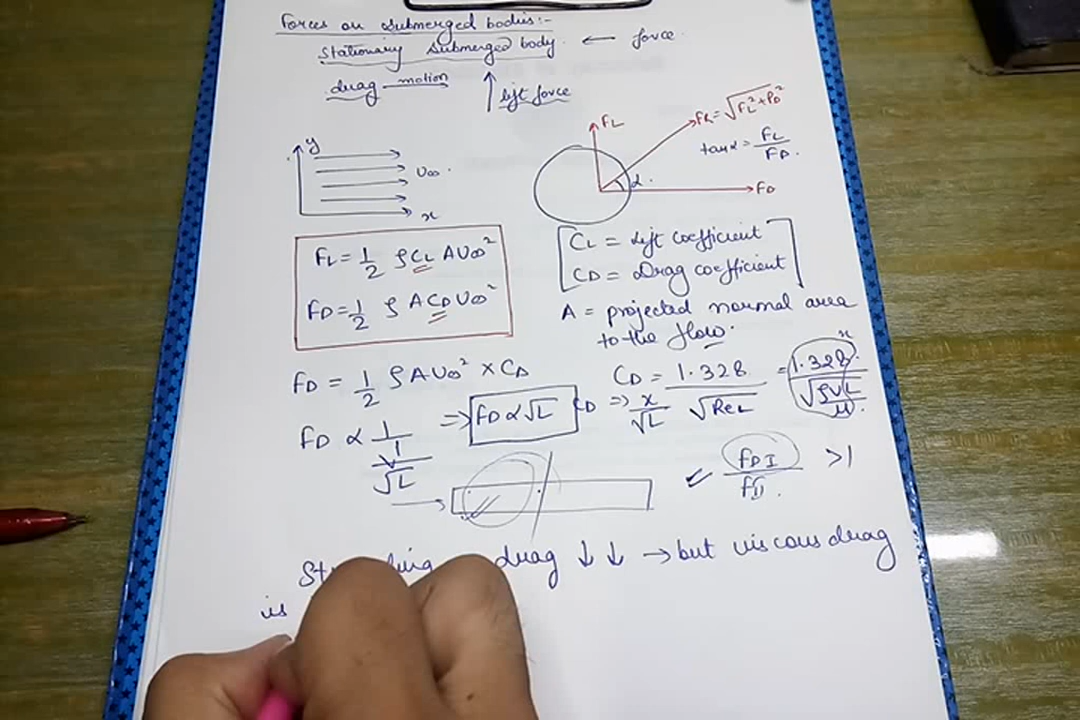 Forces on submerged bodies:-
Stationary submerged body. ← force.
drag motion → ↑ lift force
y
U∞.
x
FL
FR=√FL²+FD²
tanα = FL/FD.
α.
FD
FL = 1/2 ρ CL A U∞²
FD = 1/2 ρ A CD U∞²
CL = Lift coefficient
CD = Drag coefficient
A = projected normal area
to the flow.
FD = 1/2 ρ A U∞² × CD
CD = 1.328/√ReL = 1.328/√(ρVL/μ)
FD ∝ 1/(1/√L) ⇒ FD ∝ √L
CD ⇒ x/√L
FDI/FII >1
drag ↓↓ → but viscous drag
is